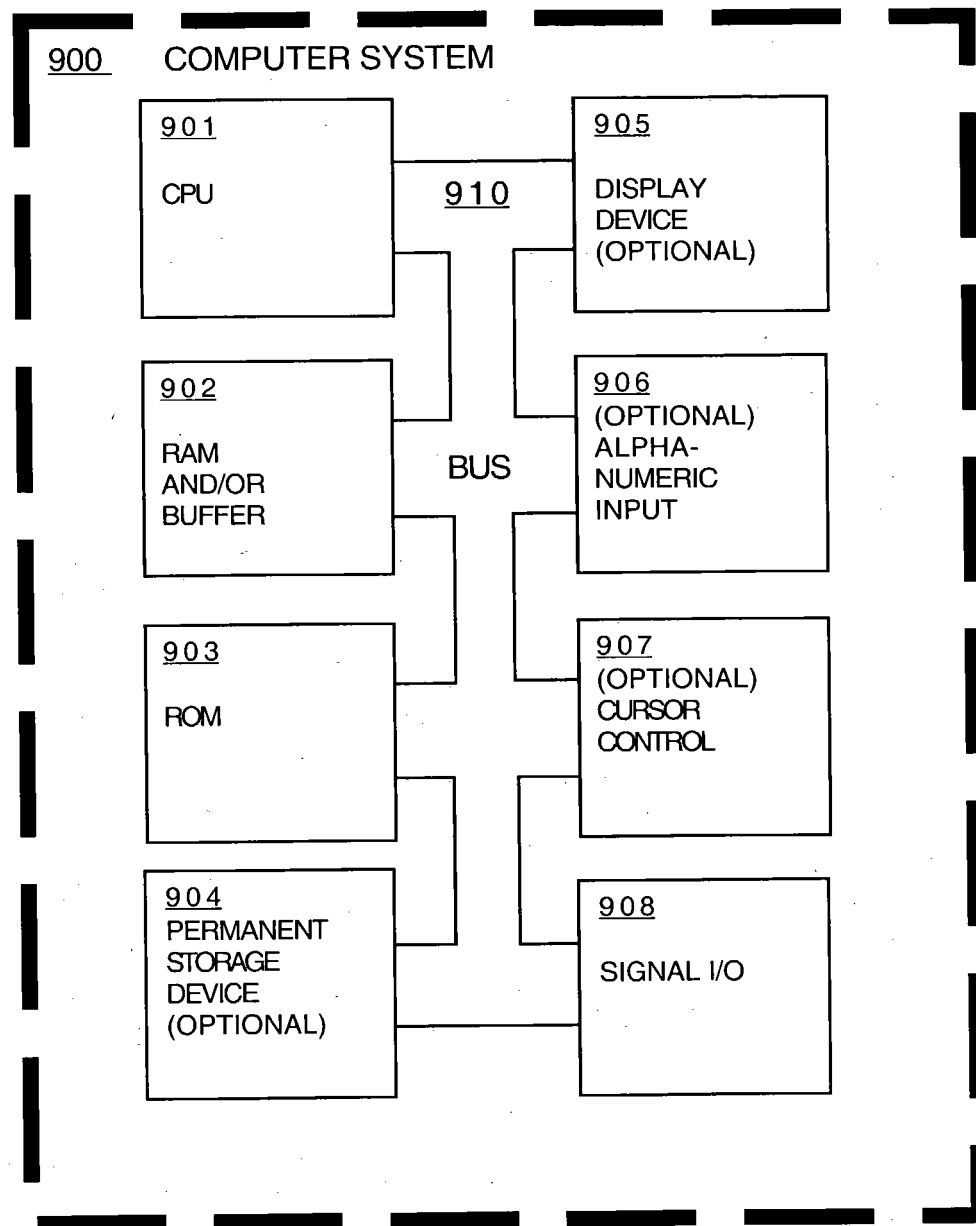 900 COMPUTER SYSTEM
901
CPU
905
DISPLAY
DEVICE
(OPTIONAL)
910
902
RAM
AND/OR
BUFFER
906
(OPTIONAL)
ALPHA-
NUMERIC
INPUT
BUS
903
ROM
907
(OPTIONAL)
CURSOR
CONTROL
904
PERMANENT
STORAGE
DEVICE
(OPTIONAL)
908
SIGNAL I/O